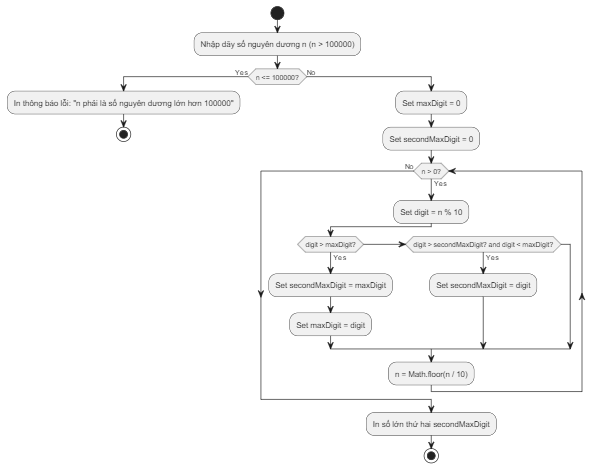 Nhập dãy số nguyên dương n (n > 100000)
n <= 100000?
Yes
No
In thông báo lỗi: "n phải là số nguyên dương lớn hơn 100000"
Set maxDigit = 0
Set secondMaxDigit = 0
n > 0?
No
Yes
Set digit = n % 10
digit > maxDigit?
digit > secondMaxDigit? and digit < maxDigit?
Yes
Yes
Set secondMaxDigit = maxDigit
Set secondMaxDigit = digit
Set maxDigit = digit
n = Math.floor(n / 10)
In số lớn thứ hai secondMaxDigit